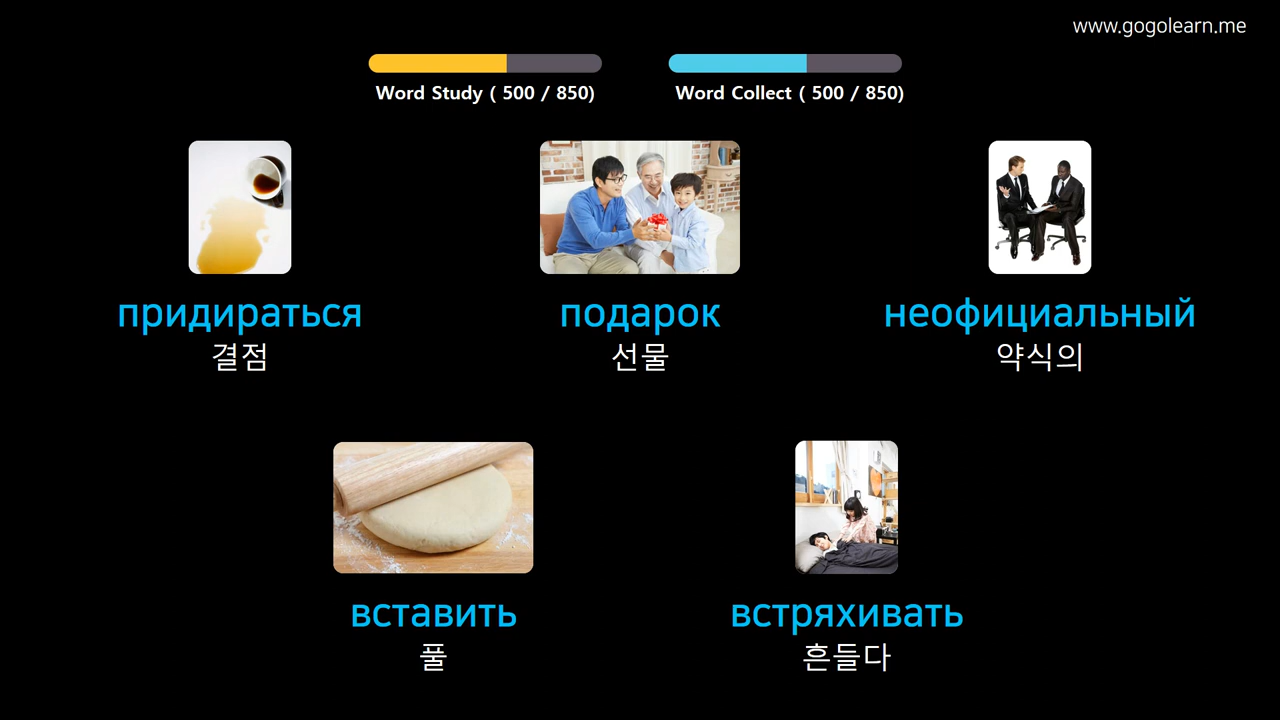 www.gogolearn.me
Word Study ( 500 / 850)
Word Collect ( 500 / 850)
придираться
결점
подарок
선물
неофициальный
약식의
вставить
풀
встряхивать
흔들다